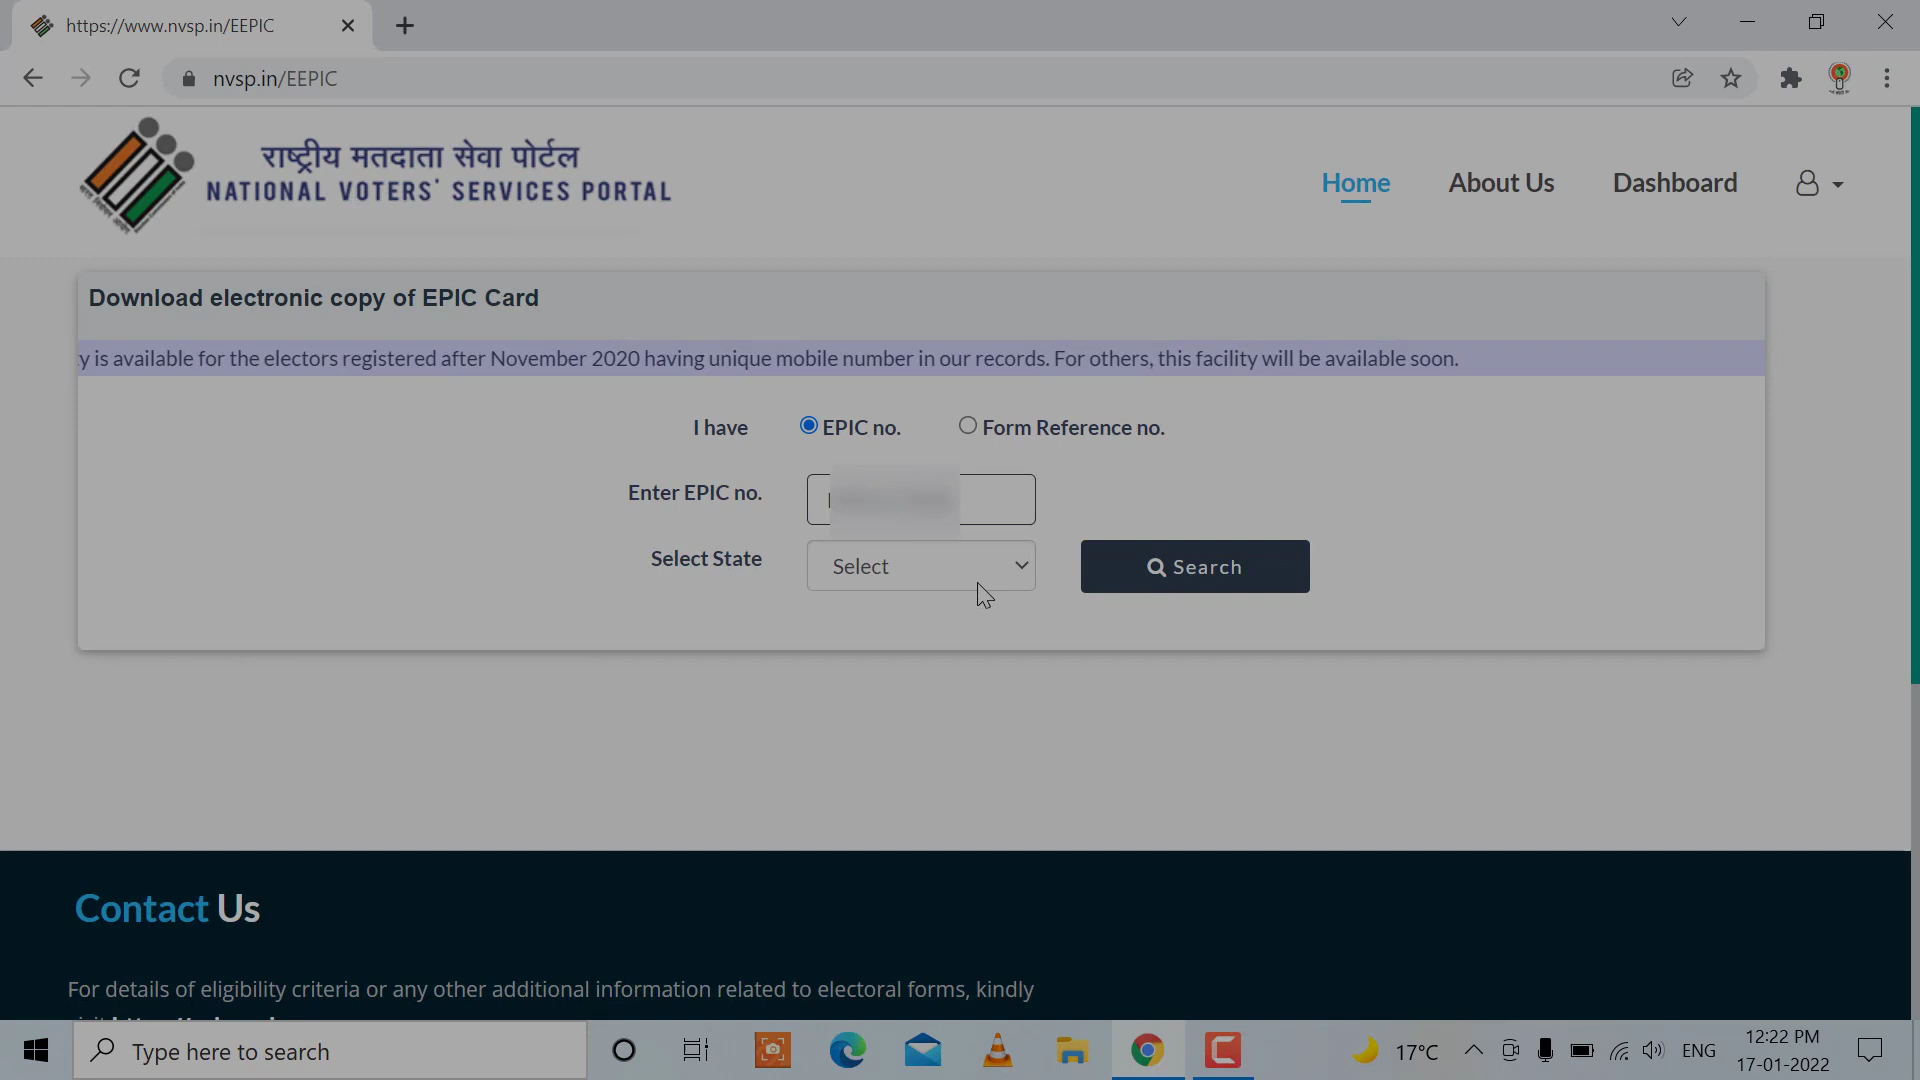 https://www.nvsp.in/EEPIC
nvsp.in/EEPIC
राष्ट्रीय मतदाता सेवा पोर्टल
NATIONAL VOTERS' SERVICES PORTAL
Home About Us Dashboard
Download electronic copy of EPIC Card
y is available for the electors registered after November 2020 having unique mobile number in our records. For others, this facility will be available soon.
I have EPIC no. Form Reference no.
Enter EPIC no.
Select State Select Search
Contact Us
For details of eligibility criteria or any other additional information related to electoral forms, kindly
Type here to search
17°C ENG 12:22 PM
17-01-2022